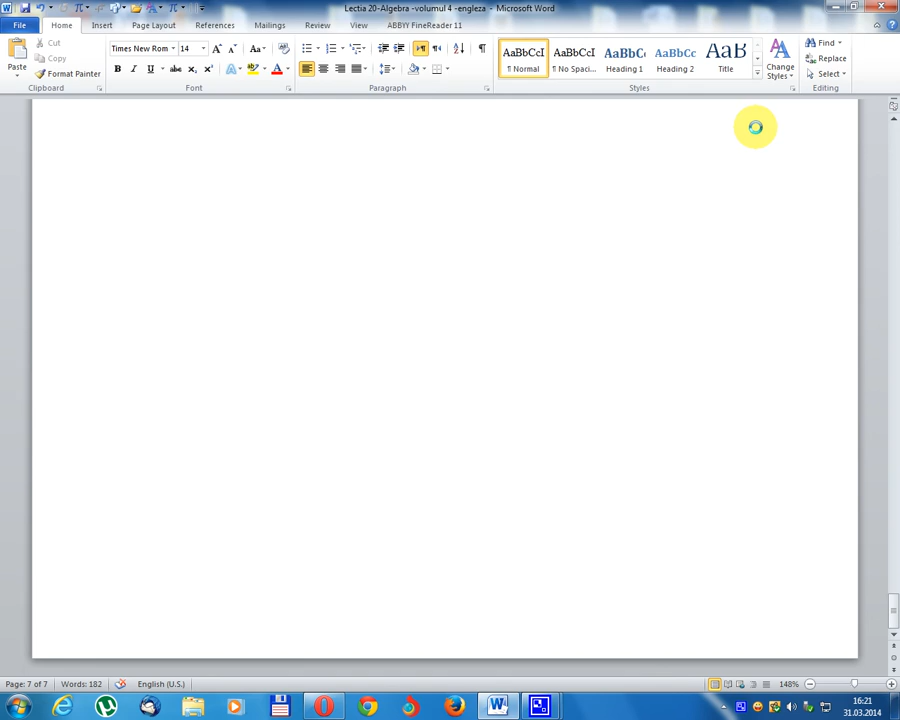 Lectia 20-Algebra -volumul 4 -engleza - Microsoft Word
File Home Insert Page Layout References Mailings Review View ABBYY FineReader 11
Cut
Copy
Format Painter
Paste
Clipboard
Times New Rom 14
Font
Paragraph
AaBbCcI AaBbCcI AaBbC AaBbCc AaB
¶ Normal ¶ No Spaci... Heading 1 Heading 2 Title
Change
Styles
Styles
Find
Replace
Select
Editing
Page: 7 of 7 Words: 182 English (U.S.) 148%
16:21
31.03.2014